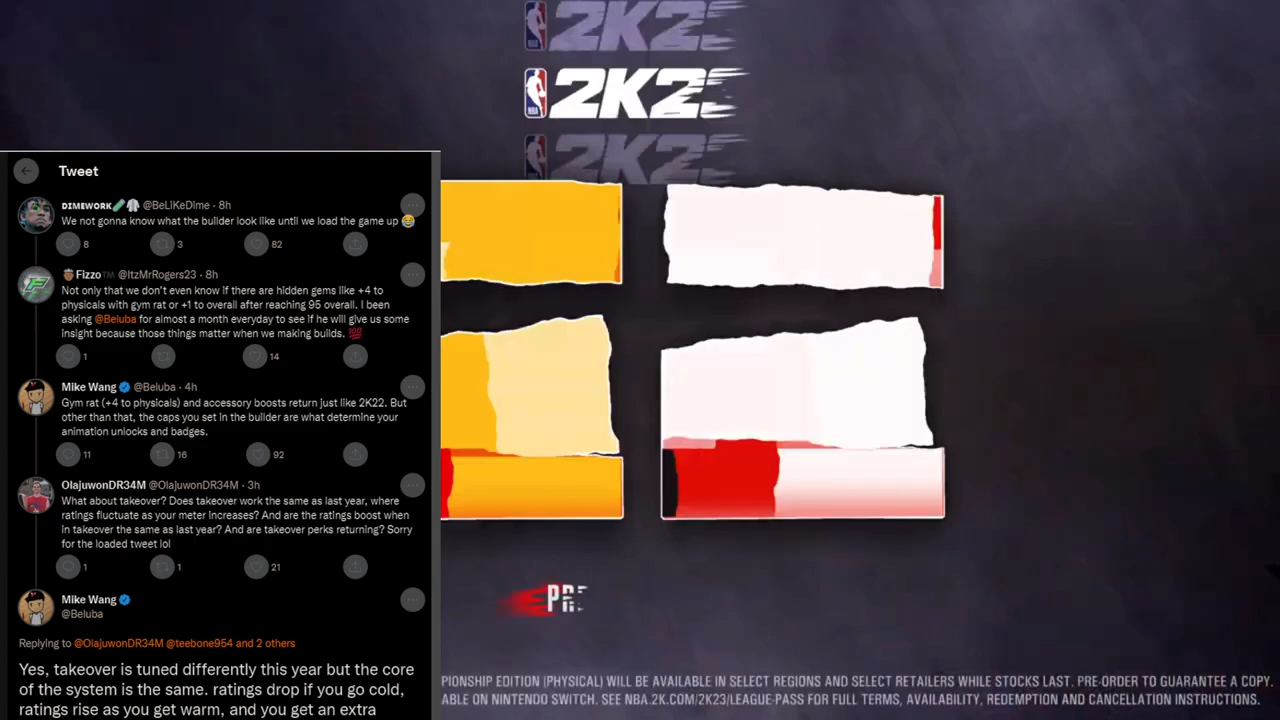 NBA 2K23
NBA 2K23
NBA 2K23
Tweet
DIMEWORK @BeLiKeDime · 8h
We not gonna know what the builder look like until we load the game up 😂
8 3 82
Fizzo™ @ItzMrRogers23 · 8h
Not only that we don't even know if there are hidden gems like +4 to
physicals with gym rat or +1 to overall after reaching 95 overall. I been
asking @Beluba for almost a month everyday to see if he will give us some
insight because those things matter when we making builds. 💯
1 14
Mike Wang @Beluba · 4h
Gym rat (+4 to physicals) and accessory boosts return just like 2K22. But
other than that, the caps you set in the builder are what determine your
animation unlocks and badges.
11 16 92
OlajuwonDR34M @OlajuwonDR34M · 3h
What about takeover? Does takeover work the same as last year, where
ratings fluctuate as your meter increases? And are the ratings boost when
in takeover the same as last year? And are takeover perks returning? Sorry
for the loaded tweet lol
1 1 21
Mike Wang
@Beluba
Replying to @OlajuwonDR34M @teebone954 and 2 others
Yes, takeover is tuned differently this year but the core
of the system is the same. ratings drop if you go cold,
ratings rise as you get warm, and you get an extra
PRE
PIONSHIP EDITION (PHYSICAL) WILL BE AVAILABLE IN SELECT REGIONS AND SELECT RETAILERS WHILE STOCKS LAST. PRE-ORDER TO GUARANTEE A COPY.
ABLE ON NINTENDO SWITCH. SEE NBA.2K.COM/2K23/LEAGUE-PASS FOR FULL TERMS, AVAILABILITY, REDEMPTION AND CANCELLATION INSTRUCTIONS.